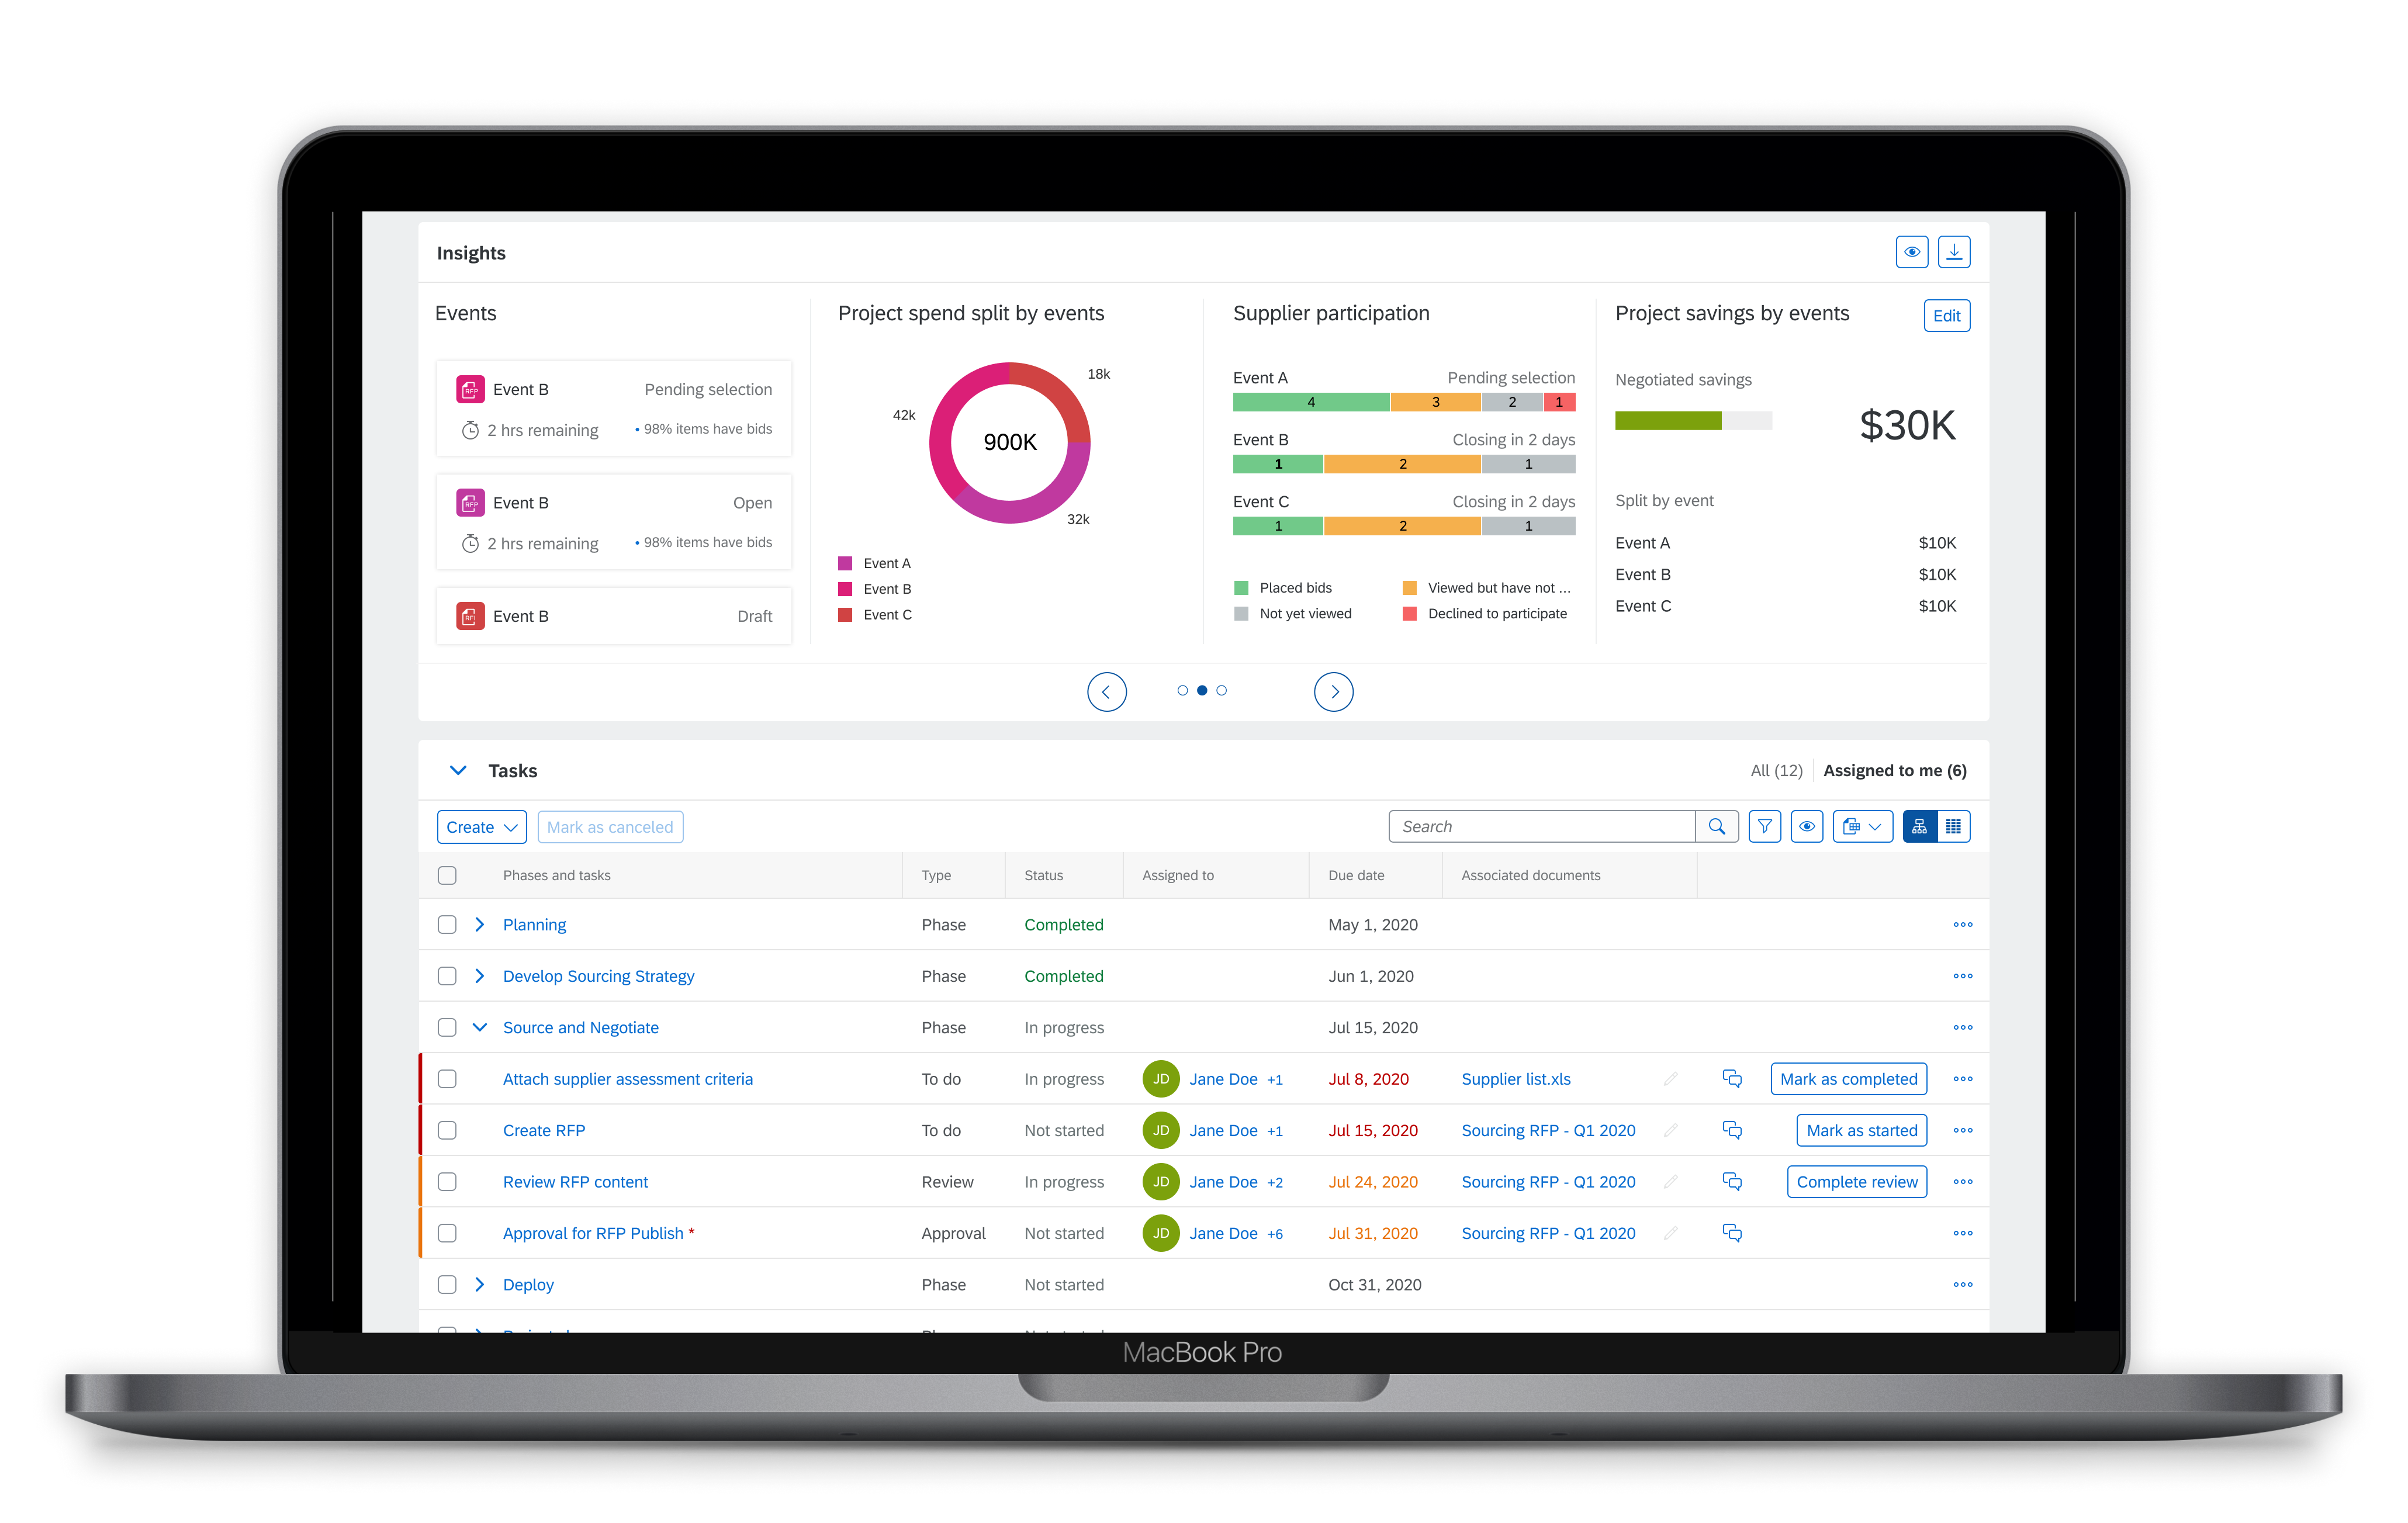 Insights
Events
RFP Event B Pending selection
2 hrs remaining • 98% items have bids
RFP Event B Open
2 hrs remaining • 98% items have bids
RFI Event B Draft
Project spend split by events
18k
42k
900K
32k
Event A
Event B
Event C
Supplier participation
Event A Pending selection
4 3 2 1
Event B Closing in 2 days
1 2 1
Event C Closing in 2 days
1 2 1
Placed bids Viewed but have not ...
Not yet viewed Declined to participate
Project savings by events Edit
Negotiated savings
$30K
Split by event
Event A $10K
Event B $10K
Event C $10K
Tasks All (12) Assigned to me (6)
Create Mark as canceled Search
Phases and tasks Type Status Assigned to Due date Associated documents
Planning Phase Completed May 1, 2020
Develop Sourcing Strategy Phase Completed Jun 1, 2020
Source and Negotiate Phase In progress Jul 15, 2020
Attach supplier assessment criteria To do In progress JD Jane Doe +1 Jul 8, 2020 Supplier list.xls Mark as completed
Create RFP To do Not started JD Jane Doe +1 Jul 15, 2020 Sourcing RFP - Q1 2020 Mark as started
Review RFP content Review In progress JD Jane Doe +2 Jul 24, 2020 Sourcing RFP - Q1 2020 Complete review
Approval for RFP Publish * Approval Not started JD Jane Doe +6 Jul 31, 2020 Sourcing RFP - Q1 2020
Deploy Phase Not started Oct 31, 2020
MacBook Pro